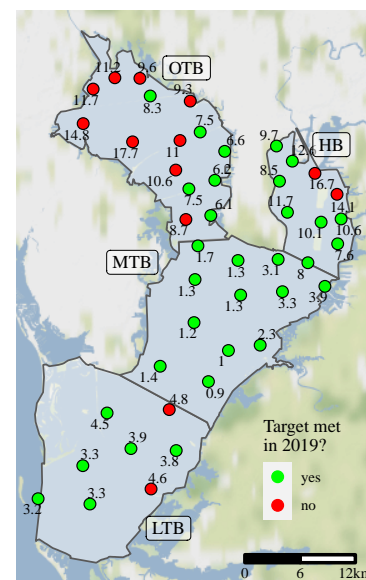 11.2 9.6 OTB
11.7 8.3 9.3
14.8 7.5 9.7 HB
17.7 11 6.6 12.6
10.6 6.2 8.5 16.7
7.5 6.1 11.7 14.1
8.7 10.1 10.6
MTB 1.7 1.3 3.1 8 7.6
1.3 1.3 3.3 3.9
1.2 2.3
1
1.4 0.9
4.8
4.5
3.9 Target met
3.3 3.8 in 2019?
4.6 yes
3.2 3.3 no
LTB
0 6 12km